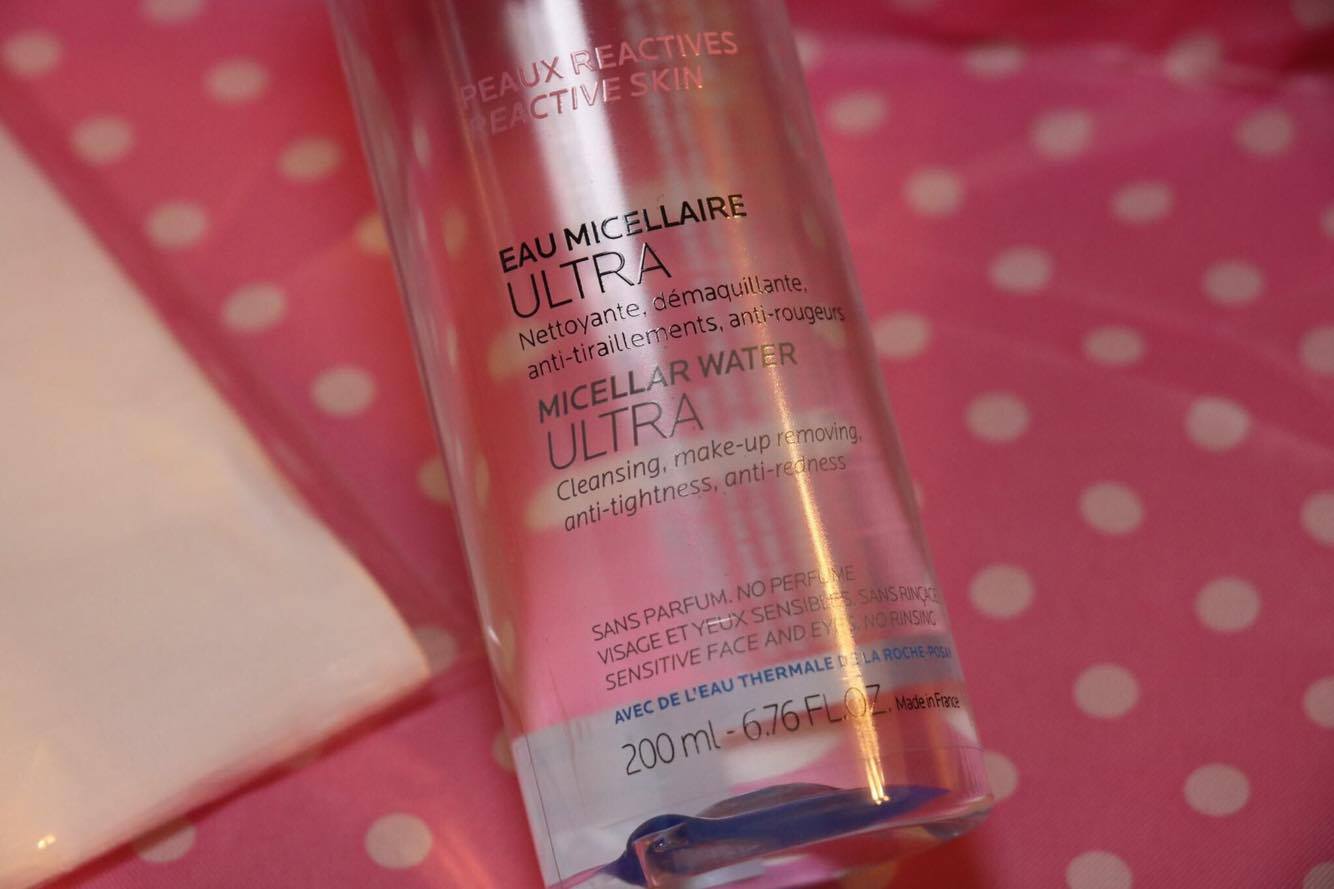 PEAUX REACTIVES
REACTIVE SKIN
EAU MICELLAIRE
ULTRA
Nettoyante, démaquillante,
anti-tiraillements, anti-rougeurs
MICELLAR WATER
ULTRA
Cleansing, make-up removing,
anti-tightness, anti-redness
SANS PARFUM. NO PERFUME
VISAGE ET YEUX SENSIBLES. SANS RINÇAGE
SENSITIVE FACE AND EYES. NO RINSING
AVEC DE L'EAU THERMALE DE LA ROCHE-POSAY
200 ml - 6.76 FL.OZ. Made in France